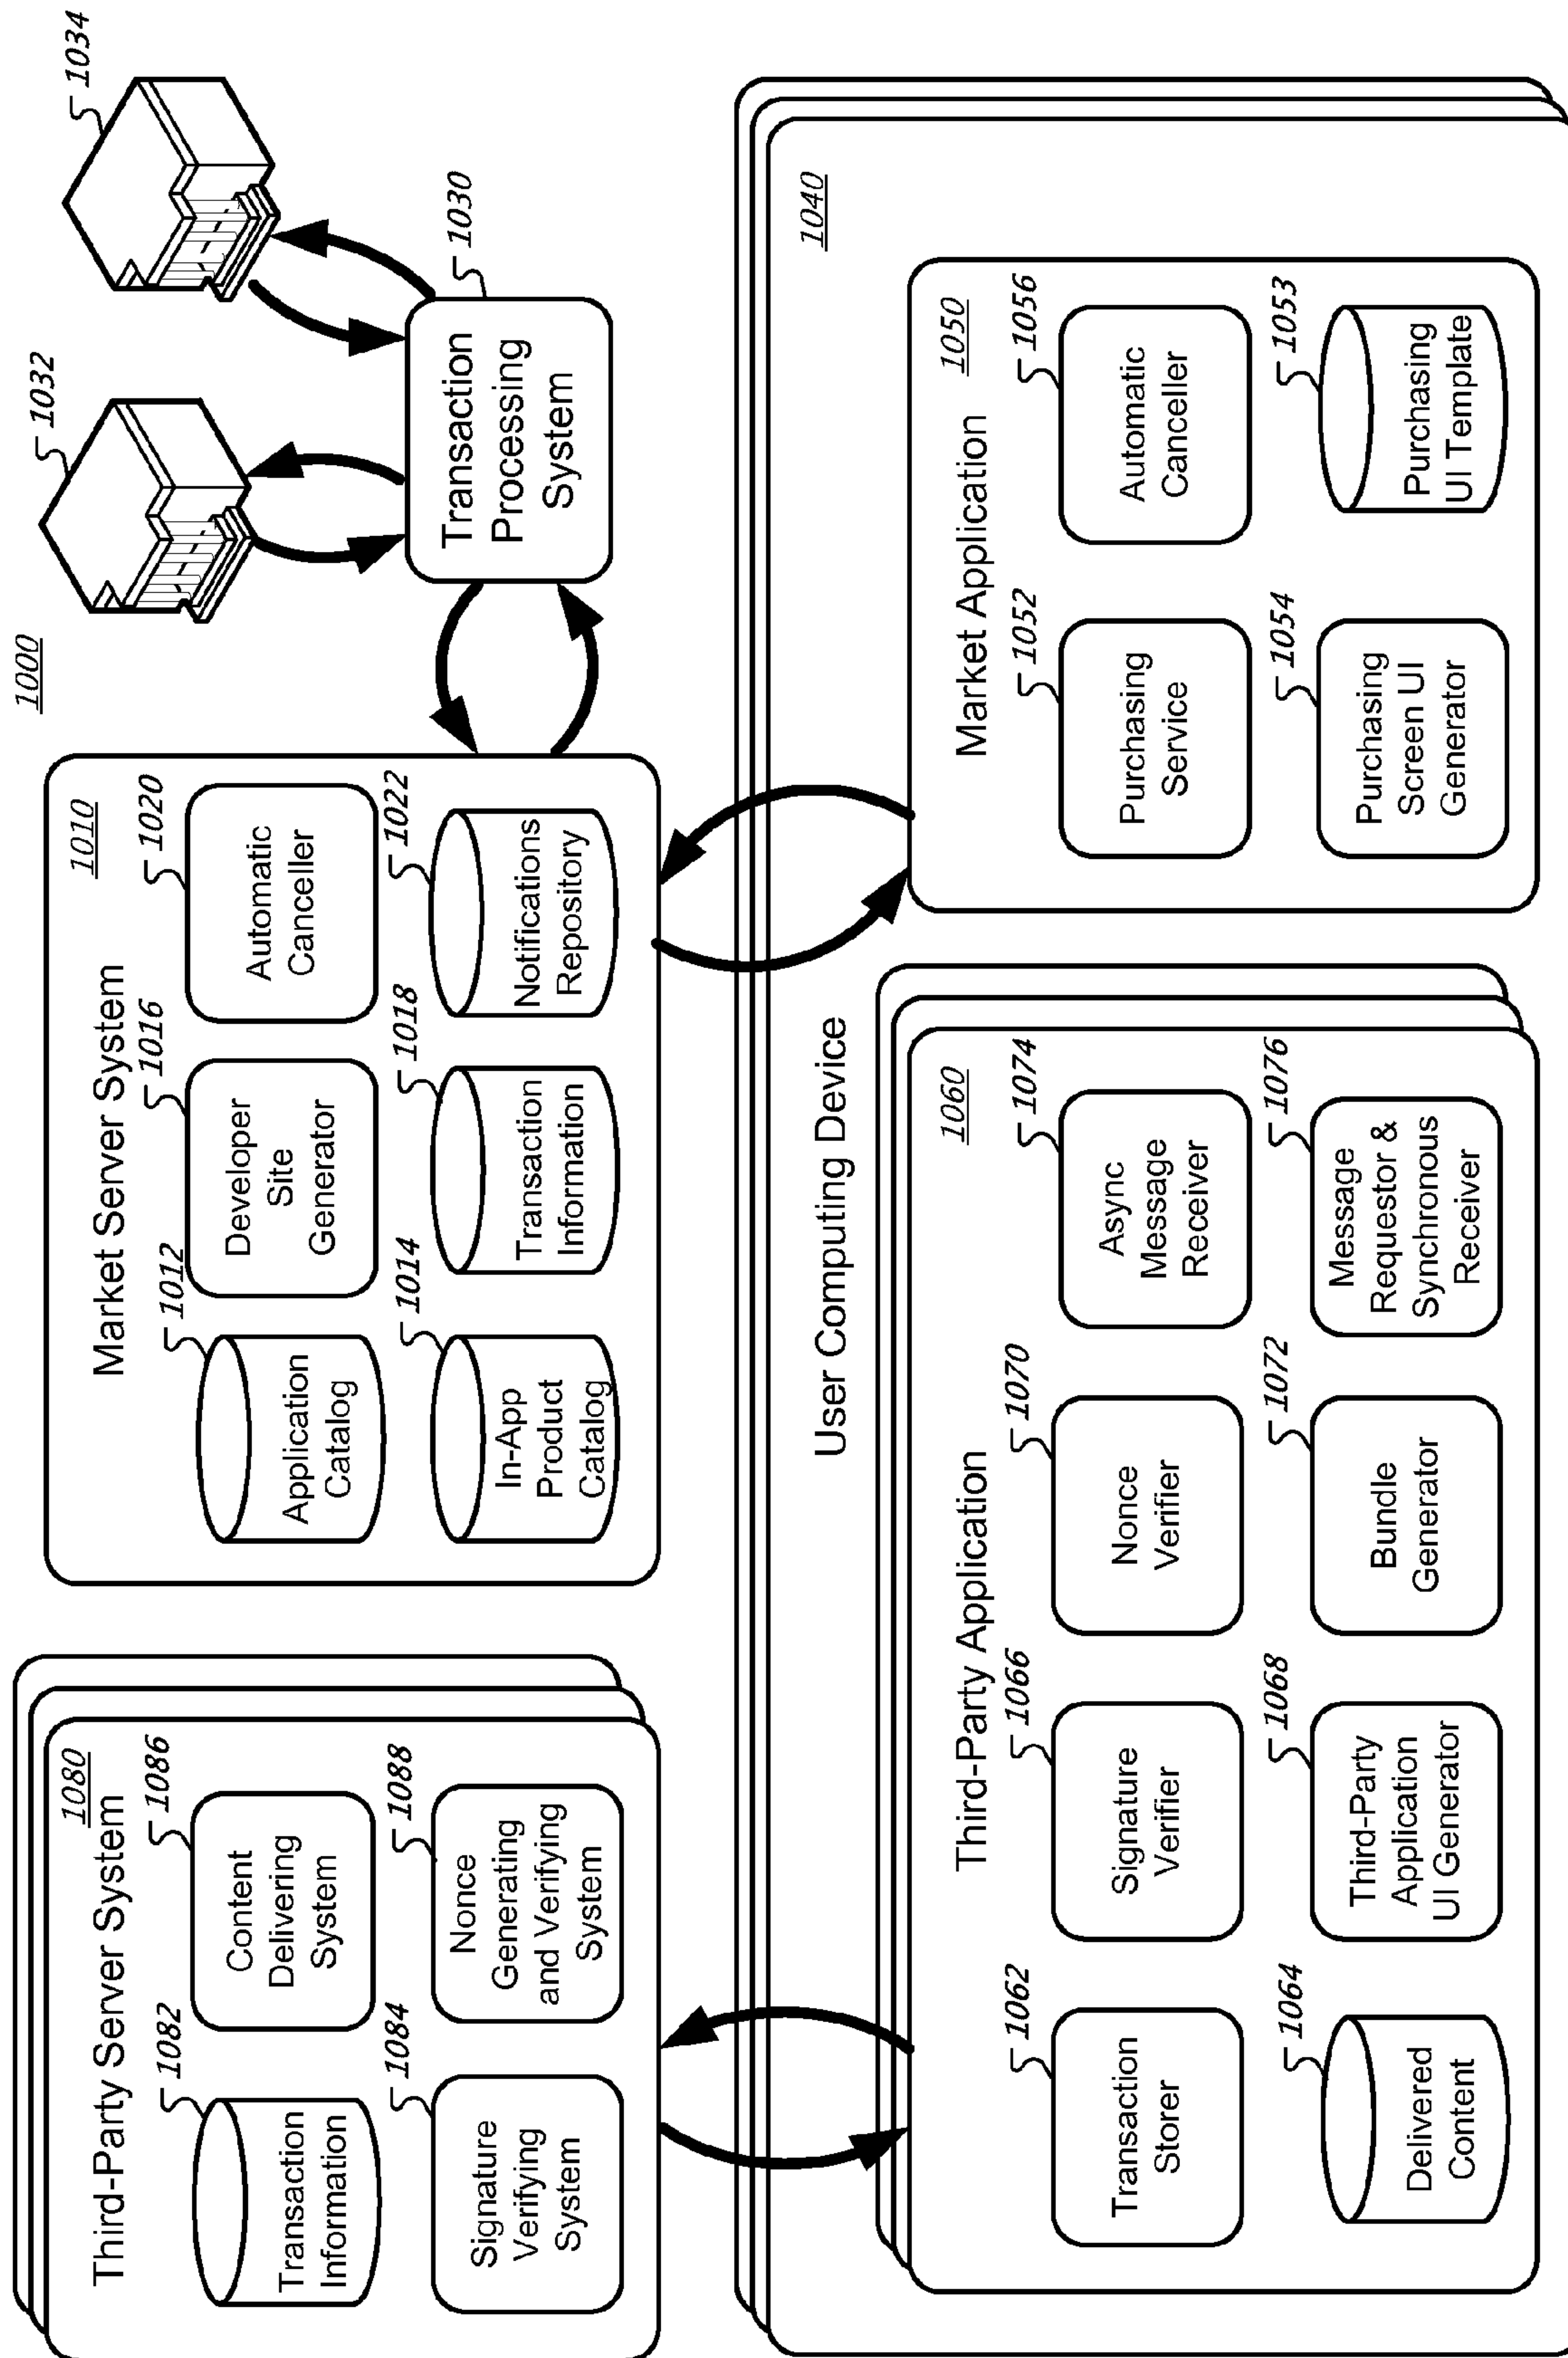 1000
Third-Party Server System
1080
Transaction
Information
1082
Content
Delivering
System
1086
Signature
Verifying
System
1084
Nonce
Generating
and Verifying
System
1088
Market Server System
1010
Application
Catalog
1012
Developer
Site
Generator
1016
Automatic
Canceller
1020
In-App
Product
Catalog
1014
Transaction
Information
1018
Notifications
Repository
1022
1032
1034
Transaction
Processing
System
1030
User Computing Device
1040
Third-Party Application
1060
Transaction
Storer
1062
Signature
Verifier
1066
Nonce
Verifier
1070
Async
Message
Receiver
1074
Delivered
Content
1064
Third-Party
Application
UI Generator
1068
Bundle
Generator
1072
Message
Requestor &
Synchronous
Receiver
1076
Market Application
1050
Purchasing
Service
1052
Automatic
Canceller
1056
Purchasing
Screen UI
Generator
1054
Purchasing
UI Template
1053